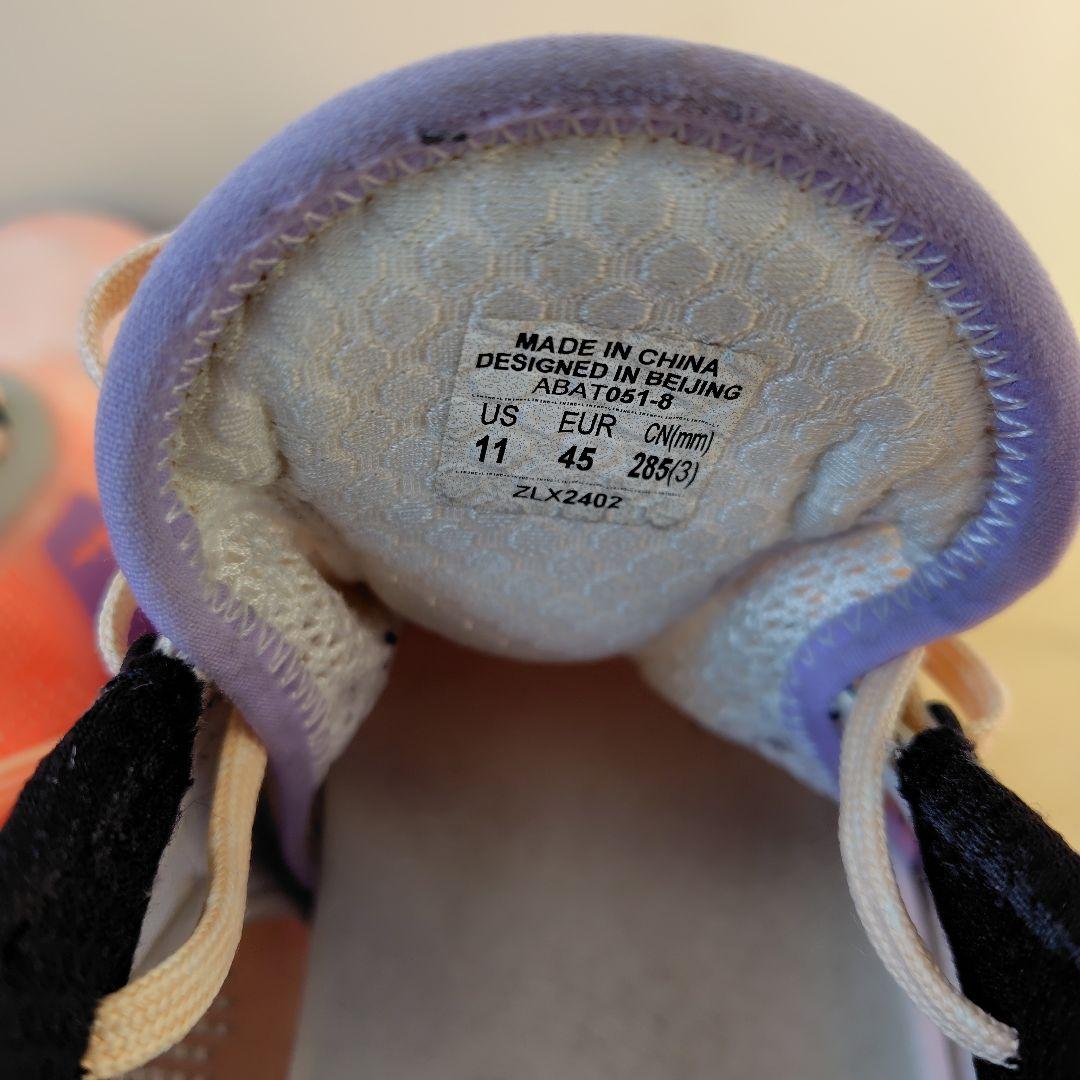 MADE IN CHINA
DESIGNED IN BEIJING
ABAT051-8
US EUR CN(mm)
11 45 285(3)
ZLX2402